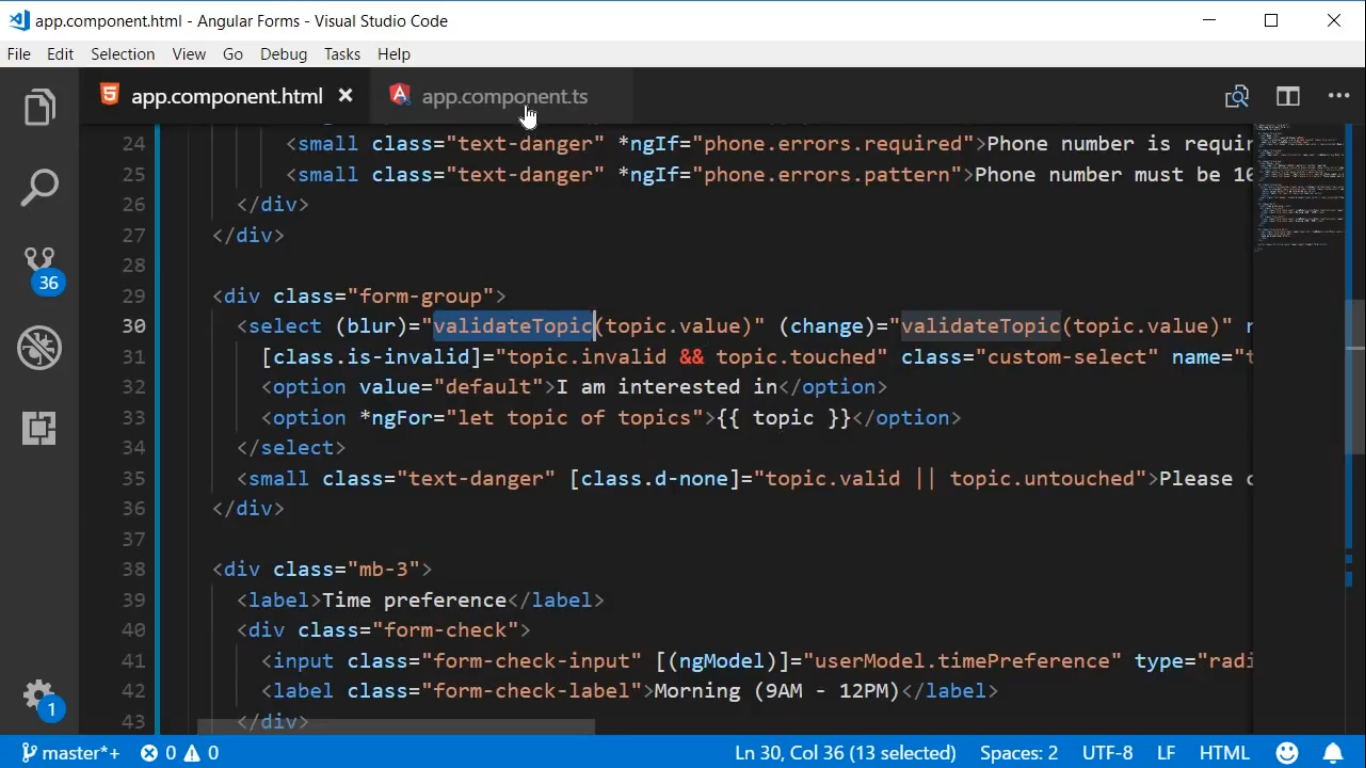 app.component.html - Angular Forms - Visual Studio Code
File Edit Selection View Go Debug Tasks Help
app.component.html app.component.ts
24 <small class="text-danger" *ngIf="phone.errors.required">Phone number is requir
25 <small class="text-danger" *ngIf="phone.errors.pattern">Phone number must be 10
26 </div>
27 </div>
28
29 <div class="form-group">
30 <select (blur)="validateTopic(topic.value)" (change)="validateTopic(topic.value)" n
31 [class.is-invalid]="topic.invalid && topic.touched" class="custom-select" name="t
32 <option value="default">I am interested in</option>
33 <option *ngFor="let topic of topics">{{ topic }}</option>
34 </select>
35 <small class="text-danger" [class.d-none]="topic.valid || topic.untouched">Please c
36 </div>
37
38 <div class="mb-3">
39 <label>Time preference</label>
40 <div class="form-check">
41 <input class="form-check-input" [(ngModel)]="userModel.timePreference" type="radi
42 <label class="form-check-label">Morning (9AM - 12PM)</label>
43 </div>
36
1
master*+ 0 0 Ln 30, Col 36 (13 selected) Spaces: 2 UTF-8 LF HTML